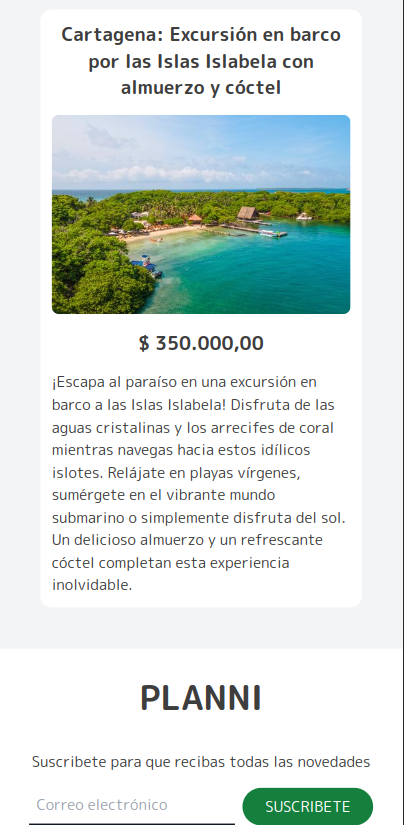 Cartagena: Excursión en barco
por las Islas Islabela con
almuerzo y cóctel
$ 350.000,00
¡Escapa al paraíso en una excursión en
barco a las Islas Islabela! Disfruta de las
aguas cristalinas y los arrecifes de coral
mientras navegas hacia estos idílicos
islotes. Relájate en playas vírgenes,
sumérgete en el vibrante mundo
submarino o simplemente disfruta del sol.
Un delicioso almuerzo y un refrescante
cóctel completan esta experiencia
inolvidable.
PLANNI
Suscribete para que recibas todas las novedades
Correo electrónico
SUSCRIBETE